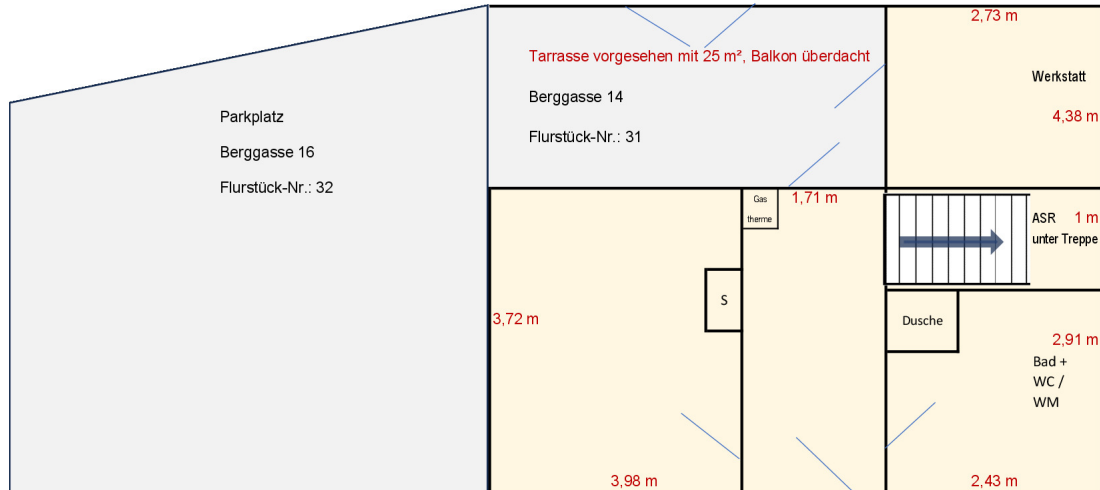 2,73 m
Tarrasse vorgesehen mit 25 m², Balkon überdacht
Werkstatt
Berggasse 14
Parkplatz
4,38 m
Flurstück-Nr.: 31
Berggasse 16
Flurstück-Nr.: 32
Gas
therme
1,71 m
ASR 1 m
unter Treppe
S
3,72 m
Dusche
2,91 m
Bad +
WC /
WM
3,98 m
2,43 m